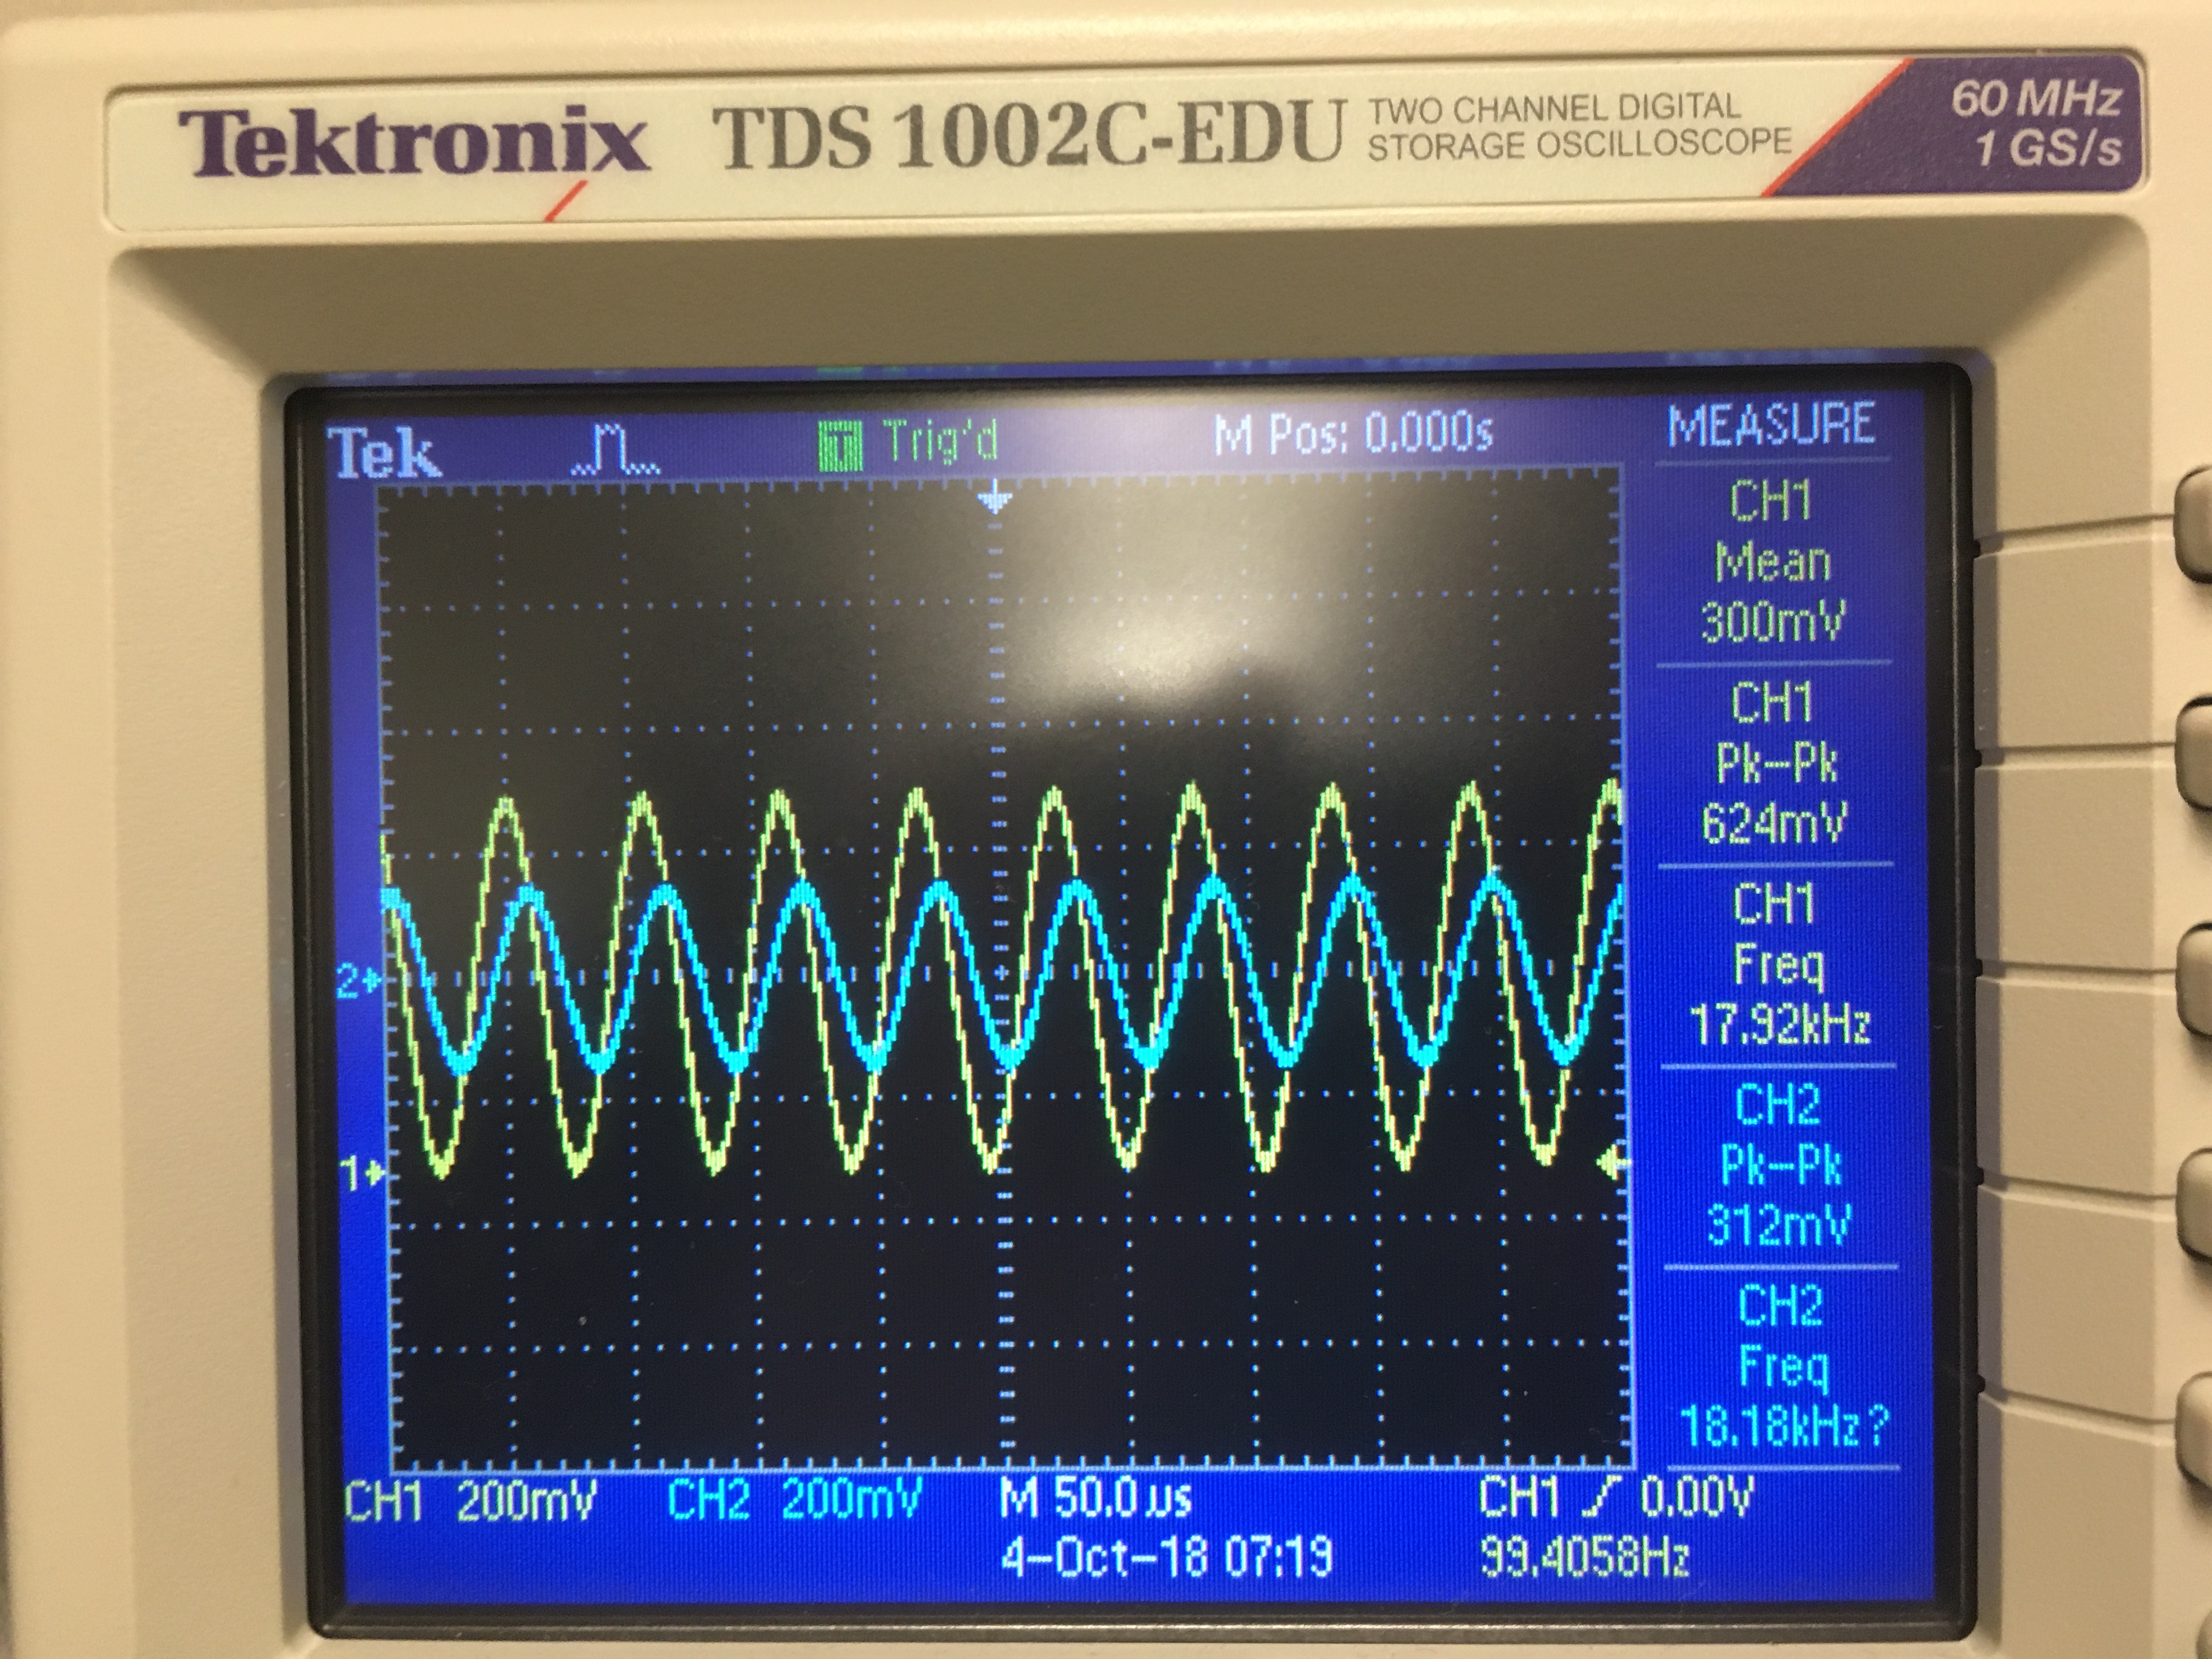 Tektronix TDS 1002C-EDU TWO CHANNEL DIGITAL STORAGE OSCILLOSCOPE
60 MHz
1 GS/s
Tek T Trig'd M Pos: 0.000s MEASURE
CH1
Mean
300mV
CH1
Pk-Pk
624mV
CH1
Freq
17.92kHz
2
CH2
Pk-Pk
312mV
1
CH2
Freq
18.18kHz?
CH1 200mV CH2 200mV M 50.0µs CH1 0.00V
4-Oct-18 07:19 99.4058Hz